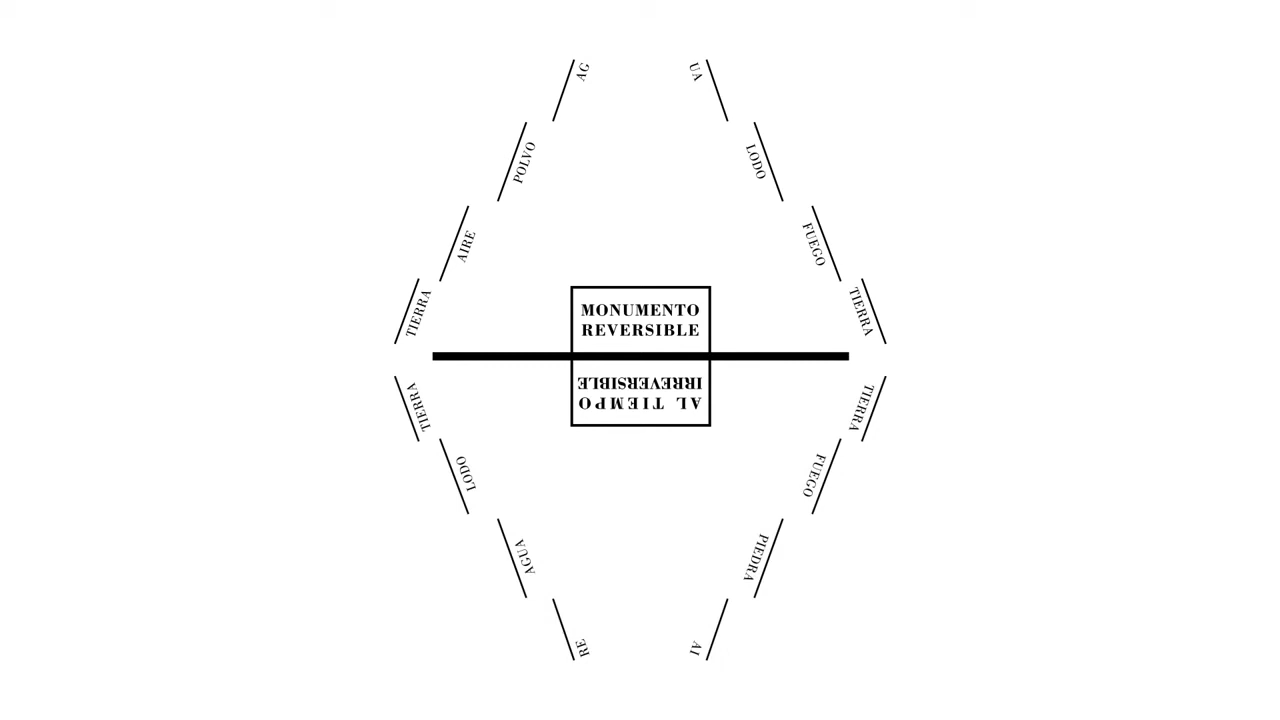 AG
UA
POLVO
LODO
AIRE
FUEGO
TIERRA
TIERRA
MONUMENTO
REVERSIBLE
AL TIEMPO
IRREVERSIBLE
TIERRA
TIERRA
LODO
FUEGO
AGUA
PIEDRA
AI
RE